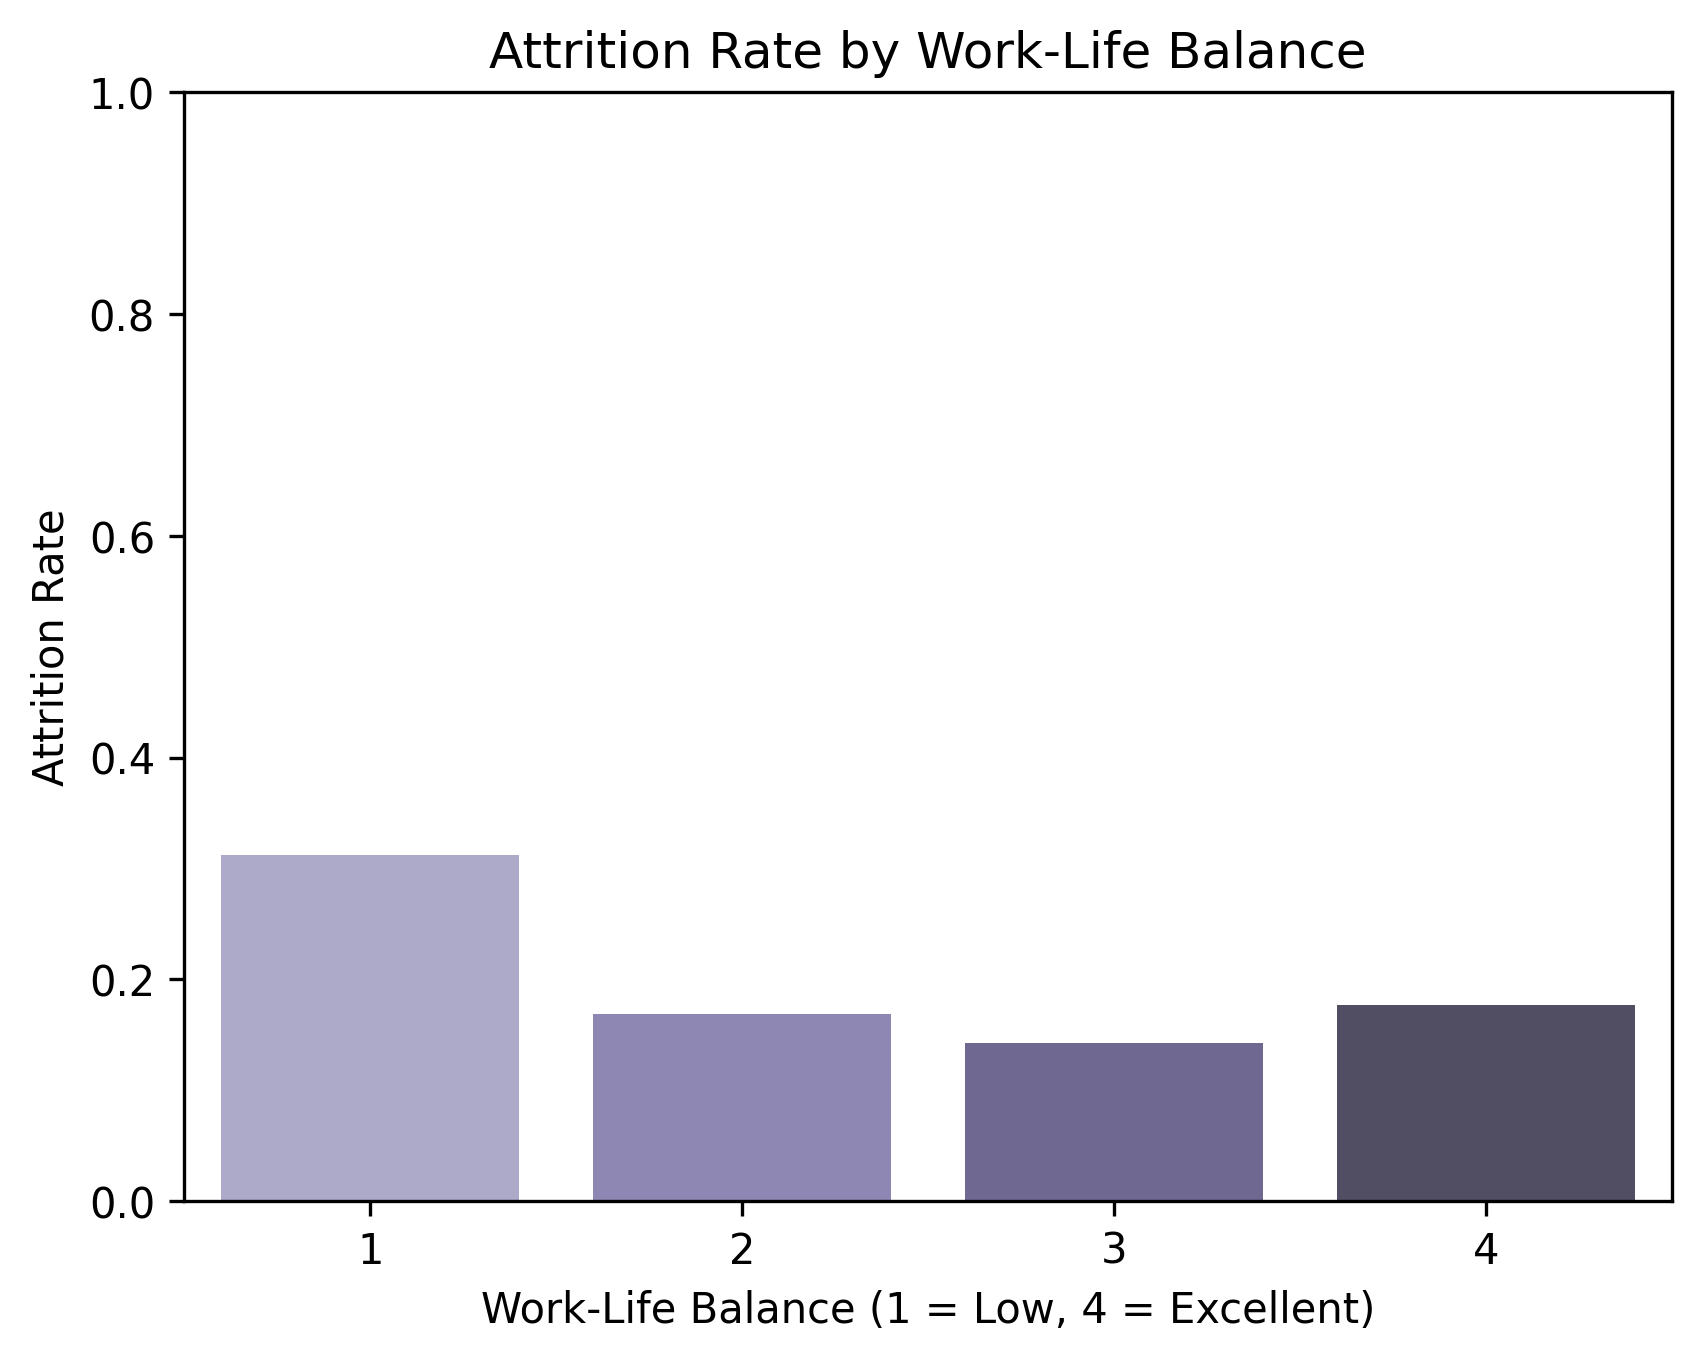 Attrition Rate by Work-Life Balance
1.0
0.8
0.6
0.4
0.2
0.0
Attrition Rate
1 2 3 4
Work-Life Balance (1 = Low, 4 = Excellent)